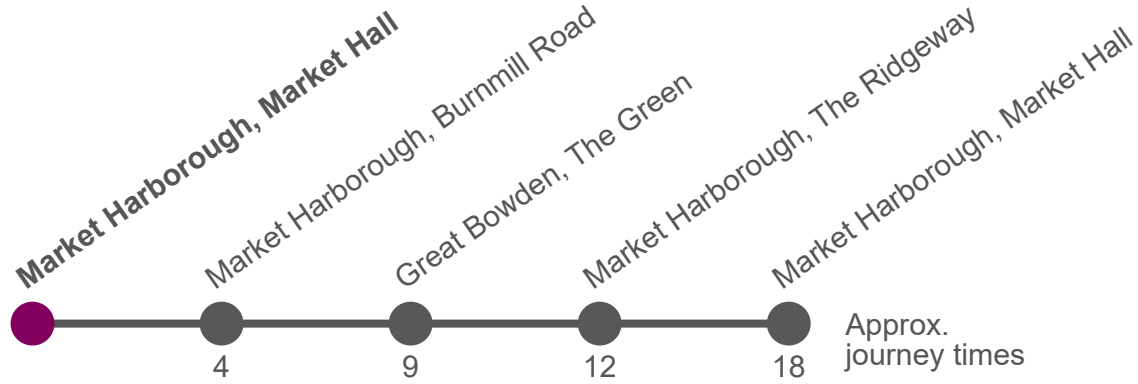 Market Harborough, Market Hall
Market Harborough, Burnmill Road
Great Bowden, The Green
Market Harborough, The Ridgeway
Market Harborough, Market Hall
4
9
12
18
Approx.
journey times